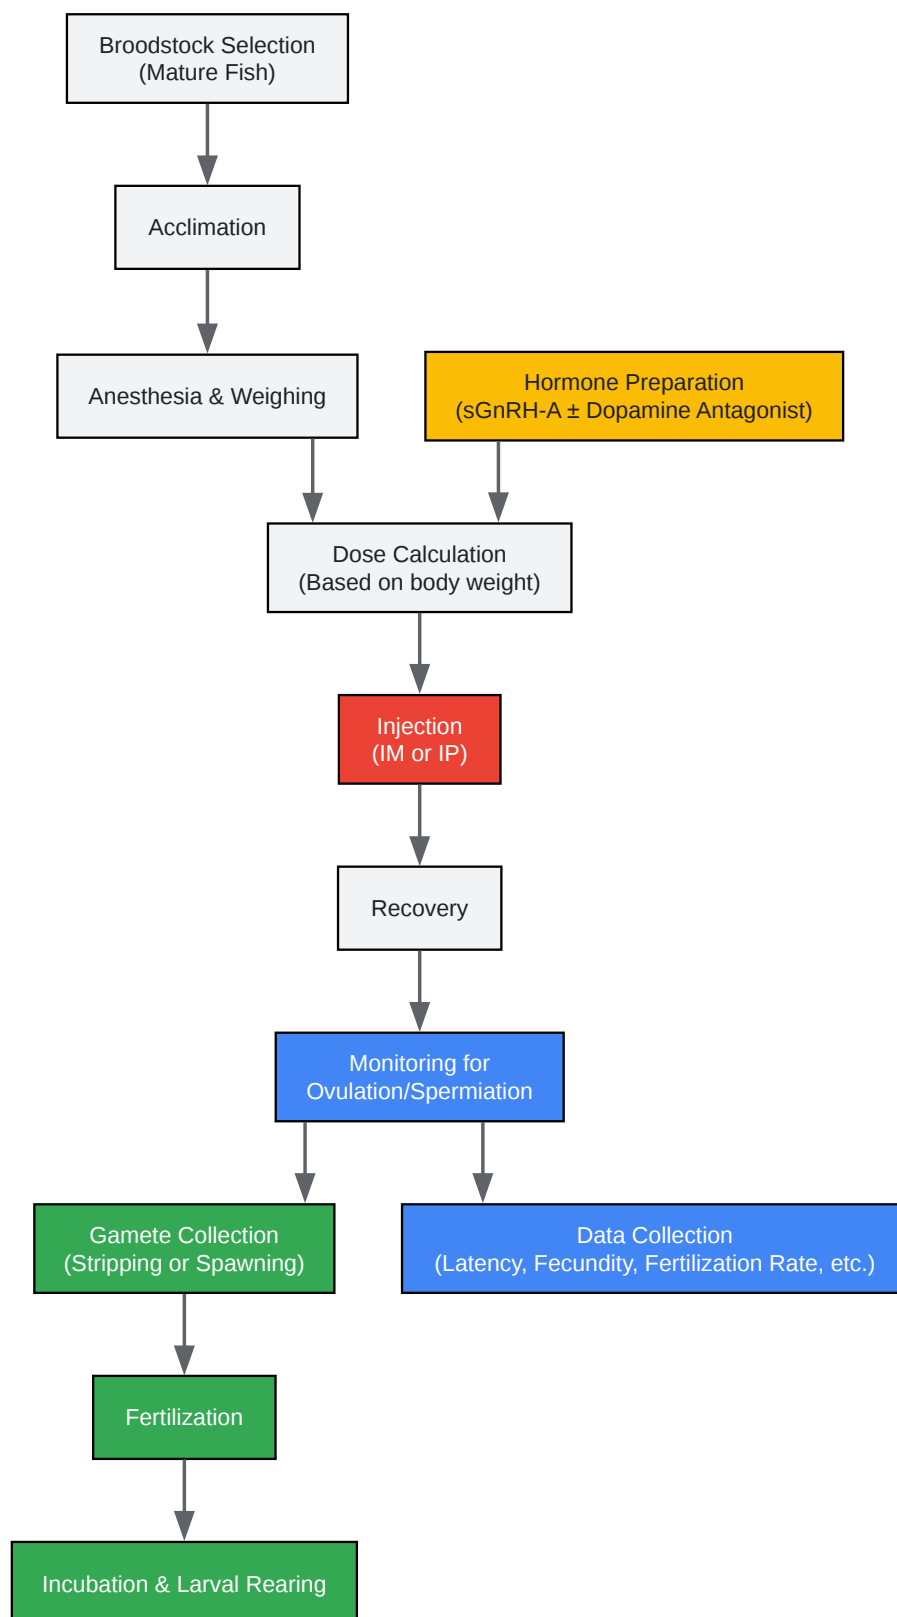 Broodstock Selection
(Mature Fish)
Acclimation
Anesthesia & Weighing
Hormone Preparation
(sGnRH-A ± Dopamine Antagonist)
Dose Calculation
(Based on body weight)
Injection
(IM or IP)
Recovery
Monitoring for
Ovulation/Spermiation
Gamete Collection
(Stripping or Spawning)
Data Collection
(Latency, Fecundity, Fertilization Rate, etc.)
Fertilization
Incubation & Larval Rearing